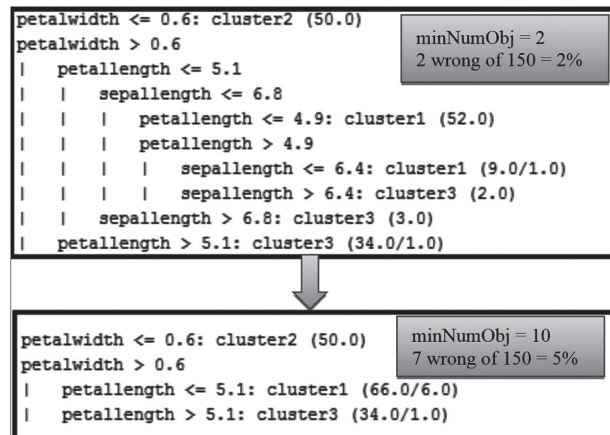 petalwidth <= 0.6: cluster2 (50.0)
petalwidth > 0.6
| petallength <= 5.1
| | sepallength <= 6.8
| | | petallength <= 4.9: cluster1 (52.0)
| | | petallength > 4.9
| | | | sepallength <= 6.4: cluster1 (9.0/1.0)
| | | | sepallength > 6.4: cluster3 (2.0)
| | sepallength > 6.8: cluster3 (3.0)
| petallength > 5.1: cluster3 (34.0/1.0)
minNumObj = 2
2 wrong of 150 = 2%
petalwidth <= 0.6: cluster2 (50.0)
petalwidth > 0.6
| petallength <= 5.1: cluster1 (66.0/6.0)
| petallength > 5.1: cluster3 (34.0/1.0)
minNumObj = 10
7 wrong of 150 = 5%